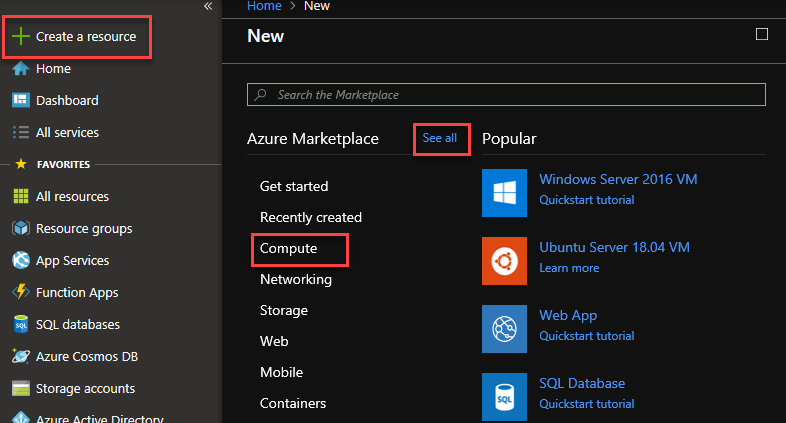 «
Create a resource
Home
Dashboard
All services
FAVORITES
All resources
Resource groups
App Services
Function Apps
SQL databases
Azure Cosmos DB
Storage accounts
Azure Active Directory
Home > New
New
Search the Marketplace
Azure Marketplace
See all
Get started
Recently created
Compute
Networking
Storage
Web
Mobile
Containers
Popular
Windows Server 2016 VM
Quickstart tutorial
Ubuntu Server 18.04 VM
Learn more
Web App
Quickstart tutorial
SQL
SQL Database
Quickstart tutorial